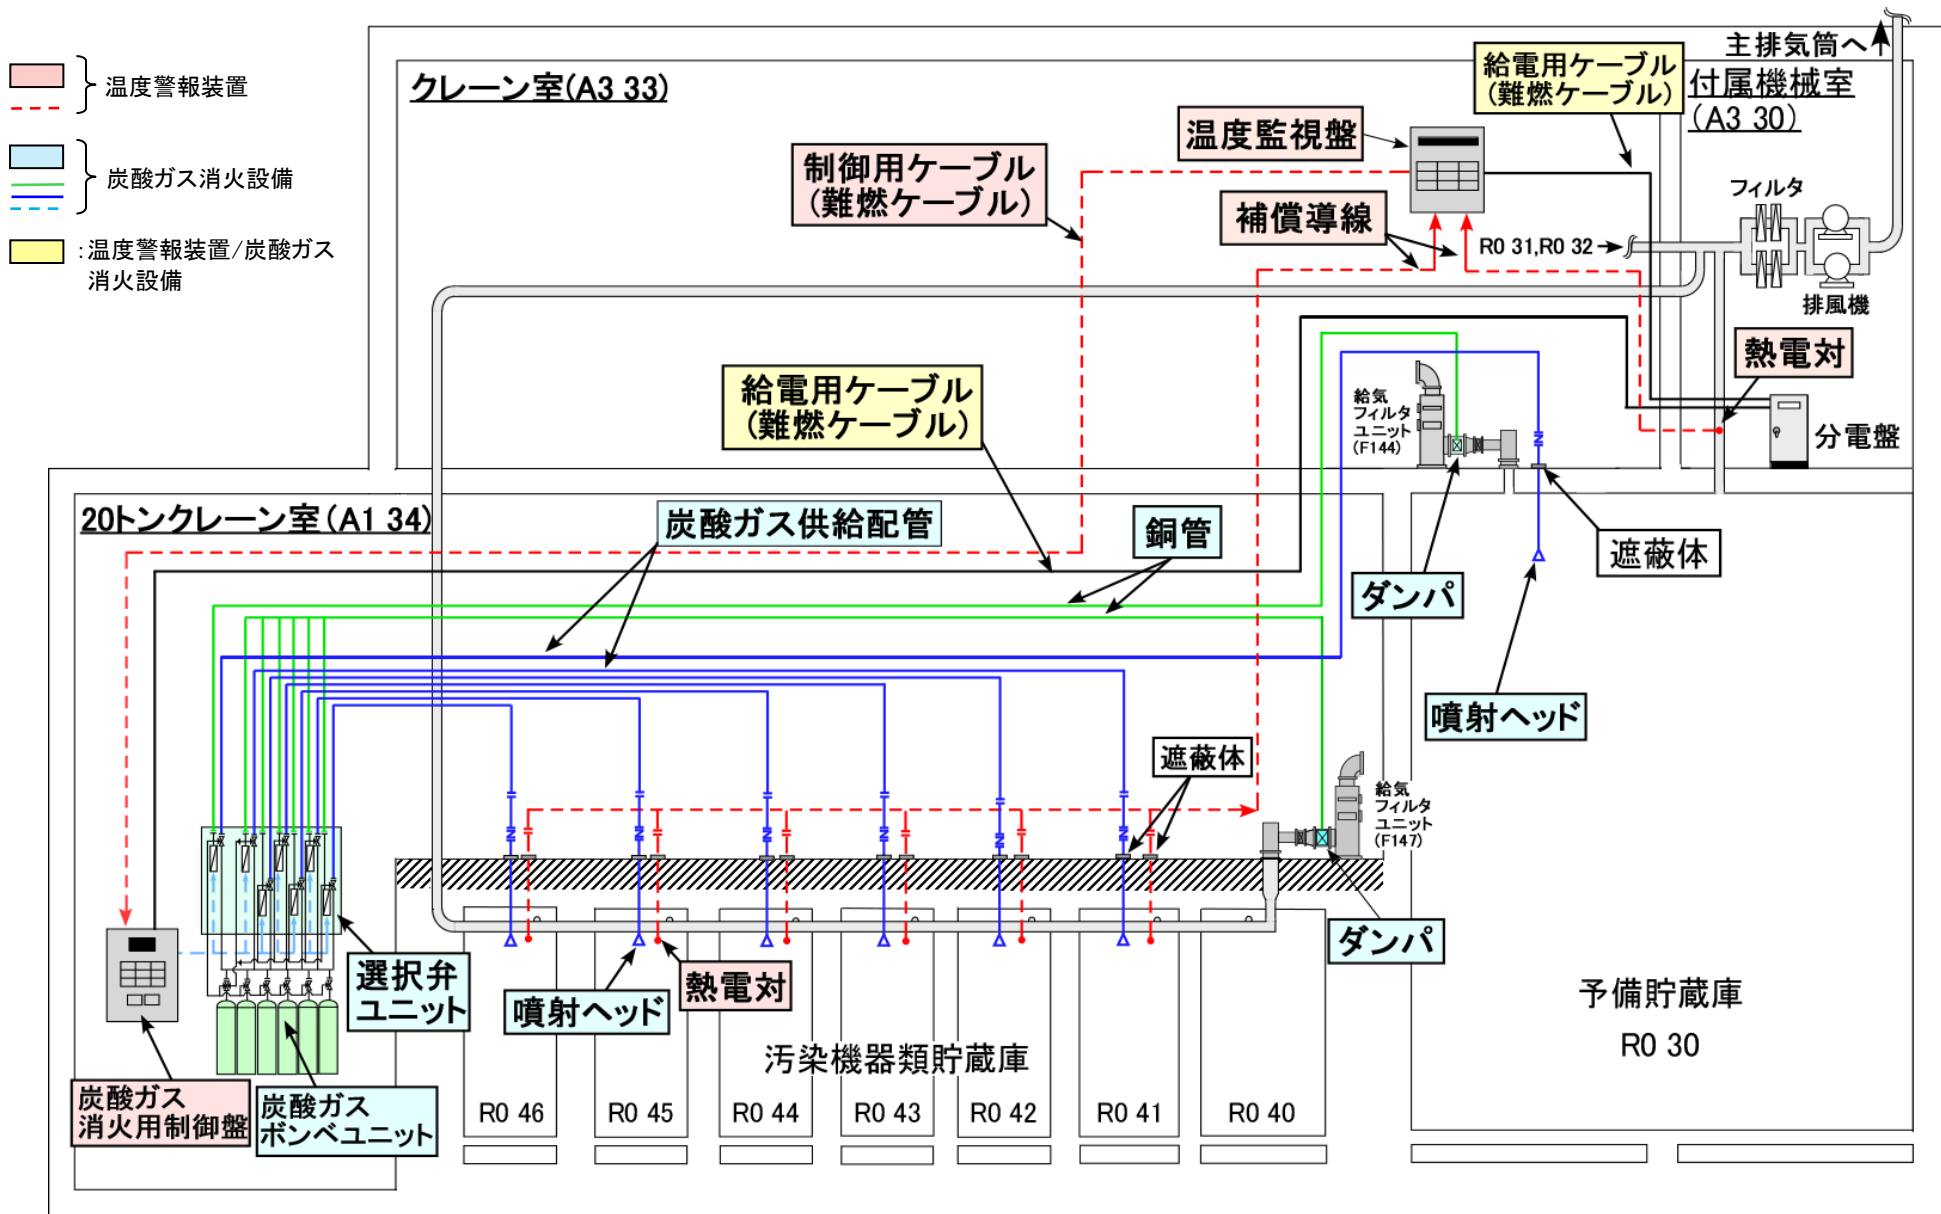 温度警報装置
炭酸ガス消火設備
:温度警報装置/炭酸ガス
消火設備
クレーン室(A3 33)
主排気筒へ
付属機械室
(A3 30)
給電用ケーブル
(難燃ケーブル)
温度監視盤
制御用ケーブル
(難燃ケーブル)
補償導線
R0 31,R0 32
フィルタ
排風機
熱電対
分電盤
給気
フィルタ
ユニット
(F144)
給電用ケーブル
(難燃ケーブル)
20トンクレーン室(A1 34)
炭酸ガス供給配管
銅管
ダンパ
遮蔽体
噴射ヘッド
遮蔽体
給気
フィルタ
ユニット
(F147)
ダンパ
選択弁
ユニット
噴射ヘッド
熱電対
汚染機器類貯蔵庫
予備貯蔵庫
R0 30
炭酸ガス
消火用制御盤
炭酸ガス
ボンベユニット
R0 46
R0 45
R0 44
R0 43
R0 42
R0 41
R0 40